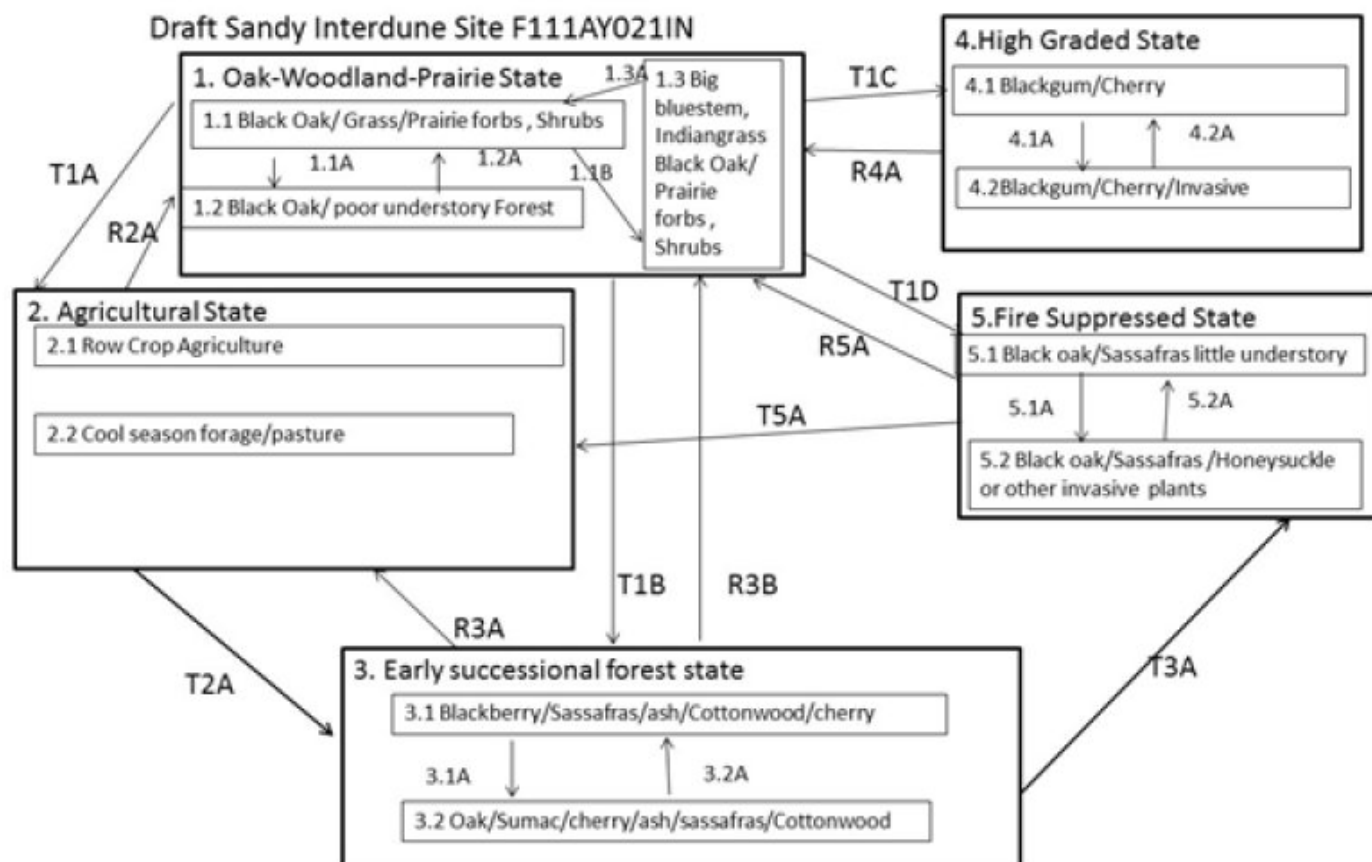 Draft Sandy Interdune Site F111AY021IN
1. Oak-Woodland-Prairie State
1.3A
1.1 Black Oak/ Grass/Prairie forbs , Shrubs
1.1A
1.2A
1.1B
1.2 Black Oak/ poor understory Forest
1.3 Big
bluestem,
Indiangrass
Black Oak/
Prairie
forbs ,
Shrubs
T1C
R4A
4.High Graded State
4.1 Blackgum/Cherry
4.1A
4.2A
4.2Blackgum/Cherry/Invasive
T1A
R2A
T1D
R5A
2. Agricultural State
2.1 Row Crop Agriculture
2.2 Cool season forage/pasture
T5A
5.Fire Suppressed State
5.1 Black oak/Sassafras little understory
5.1A
5.2A
5.2 Black oak/Sassafras /Honeysuckle
or other invasive plants
T1B
R3B
R3A
T2A
T3A
3. Early successional forest state
3.1 Blackberry/Sassafras/ash/Cottonwood/cherry
3.1A
3.2A
3.2 Oak/Sumac/cherry/ash/sassafras/Cottonwood